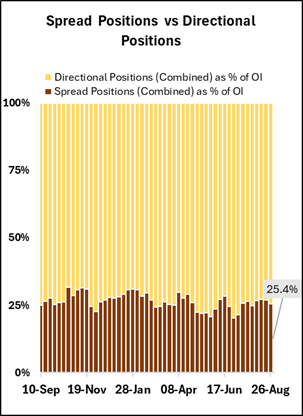 Spread Positions vs Directional
Positions
Directional Positions (Combined) as % of OI
Spread Positions (Combined) as % of OI
100%
75%
50%
25.4%
25%
0%
10-Sep 19-Nov 28-Jan 08-Apr 17-Jun 26-Aug